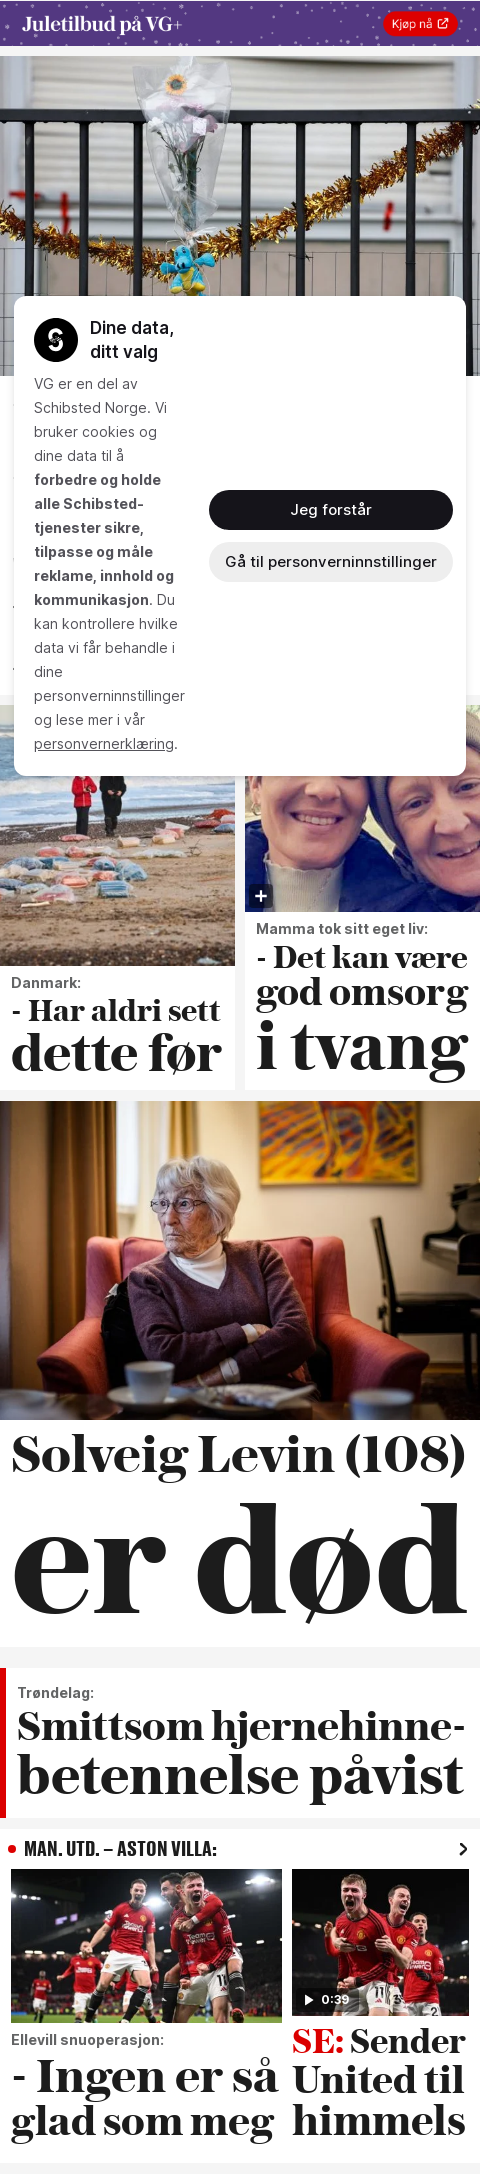 Juletilbud på VG+
Kjøp nå
Dine data,
ditt valg
VG er en del av
Schibsted Norge. Vi
bruker cookies og
dine data til å
forbedre og holde
alle Schibsted-
tjenester sikre,
tilpasse og måle
reklame, innhold og
kommunikasjon. Du
kan kontrollere hvilke
data vi får behandle i
dine
personverninnstillinger
og lese mer i vår
personvernerklæring.
Jeg forstår
Gå til personverninnstillinger
Danmark:
- Har aldri sett
dette før
Mamma tok sitt eget liv:
- Det kan være
god omsorg
i tvang
Solveig Levin (108)
er død
Trøndelag:
Smittsom hjernehinne-
betennelse påvist
MAN. UTD. – ASTON VILLA:
Ellevill snuoperasjon:
- Ingen er så
glad som meg
0:39
SE: Sender
United til
himmels